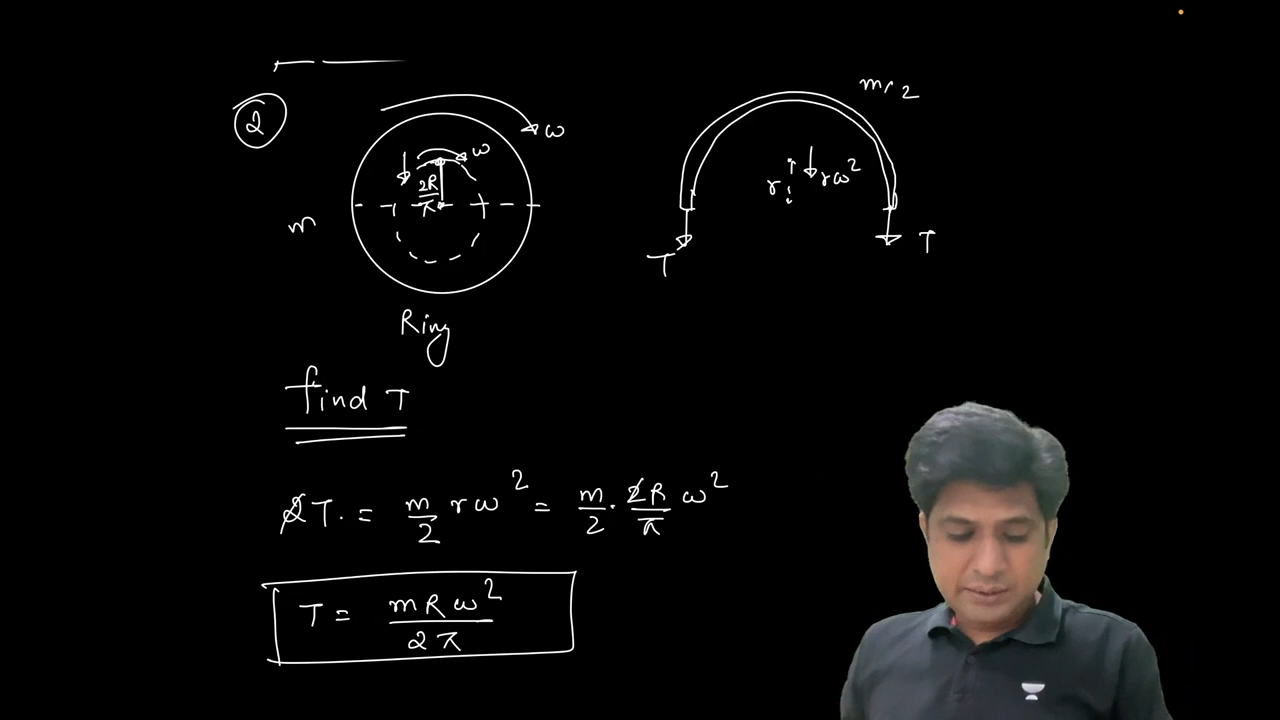 2
ω
ω
2R/π
m
Ring
m/2
r
rω²
T
T
find T
2T = m/2 rω² = m/2 · 2R/π ω²
T = mRω²/2π